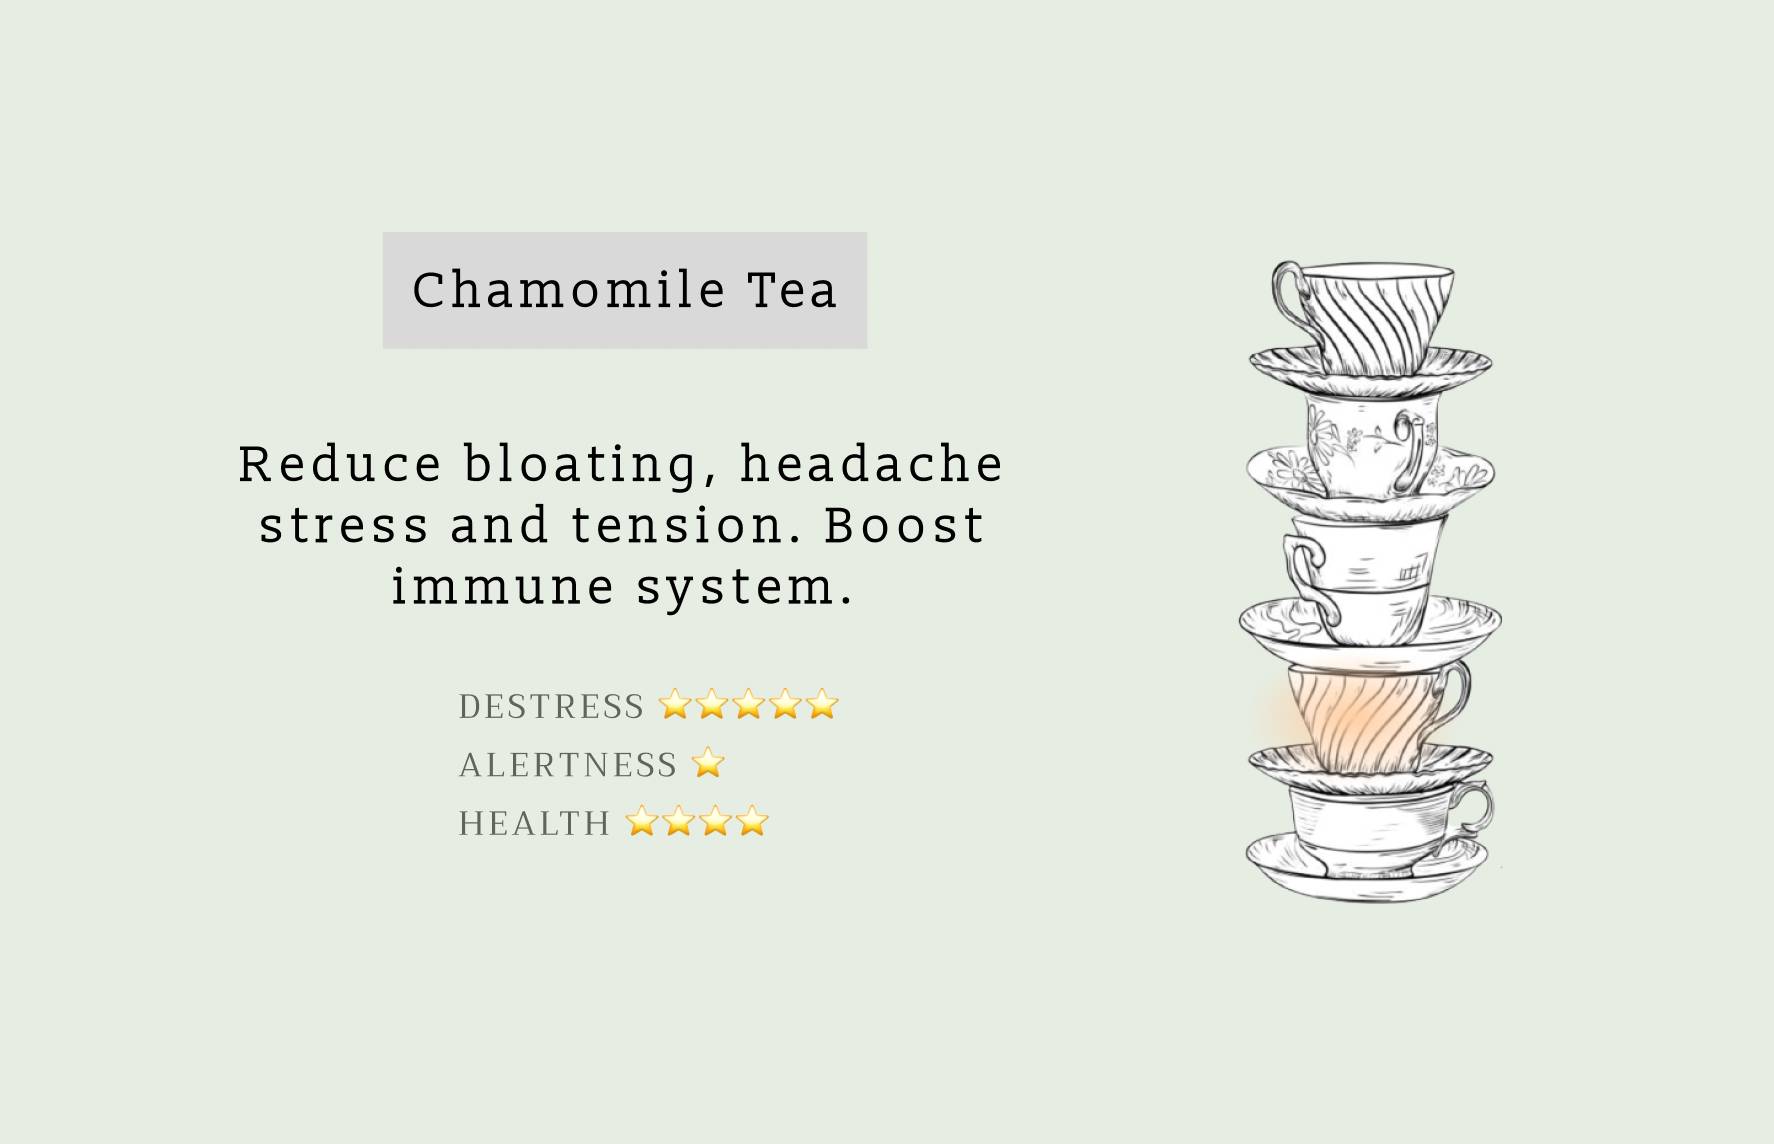 Chamomile Tea
Reduce bloating, headache
stress and tension. Boost
immune system.
DESTRESS ⭐⭐⭐⭐⭐
ALERTNESS ⭐
HEALTH ⭐⭐⭐⭐